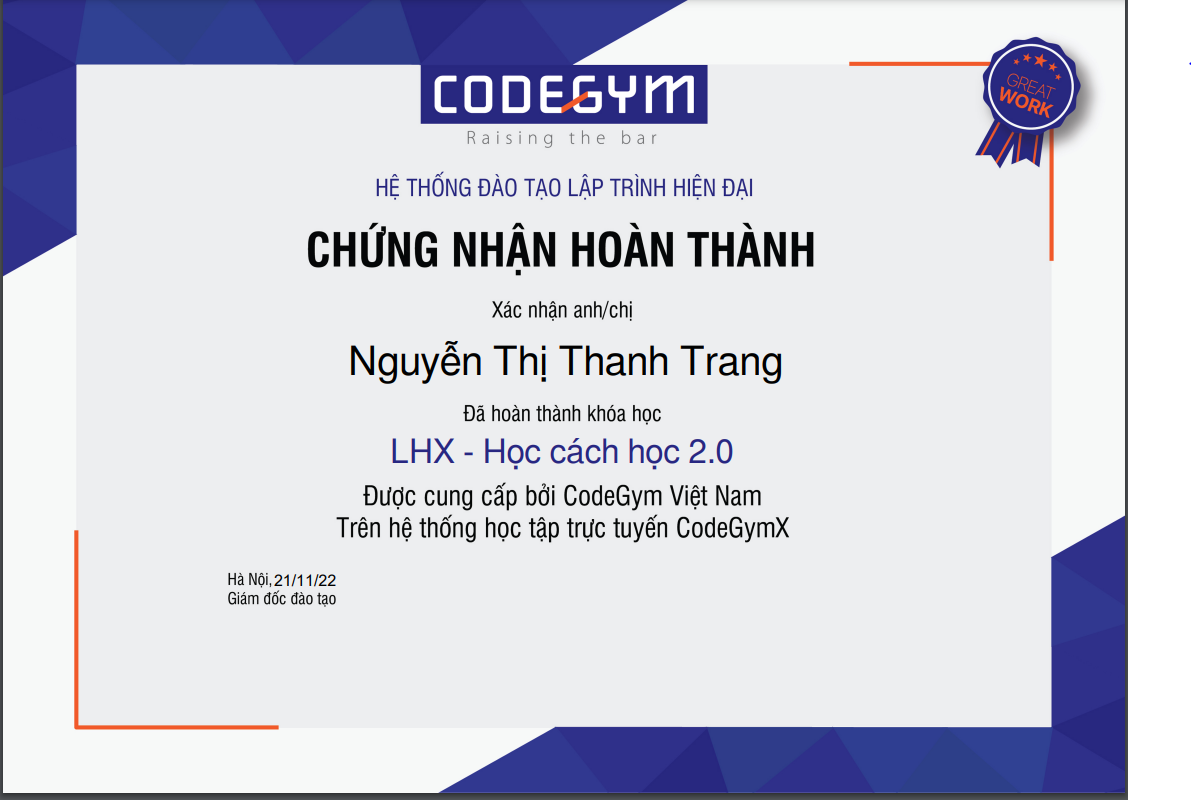 CODEGYM
Raising the bar
GREAT
WORK
HỆ THỐNG ĐÀO TẠO LẬP TRÌNH HIỆN ĐẠI
CHỨNG NHẬN HOÀN THÀNH
Xác nhận anh/chị
Nguyễn Thị Thanh Trang
Đã hoàn thành khóa học
LHX - Học cách học 2.0
Được cung cấp bởi CodeGym Việt Nam
Trên hệ thống học tập trực tuyến CodeGymX
Hà Nội, 21/11/22
Giám đốc đào tạo